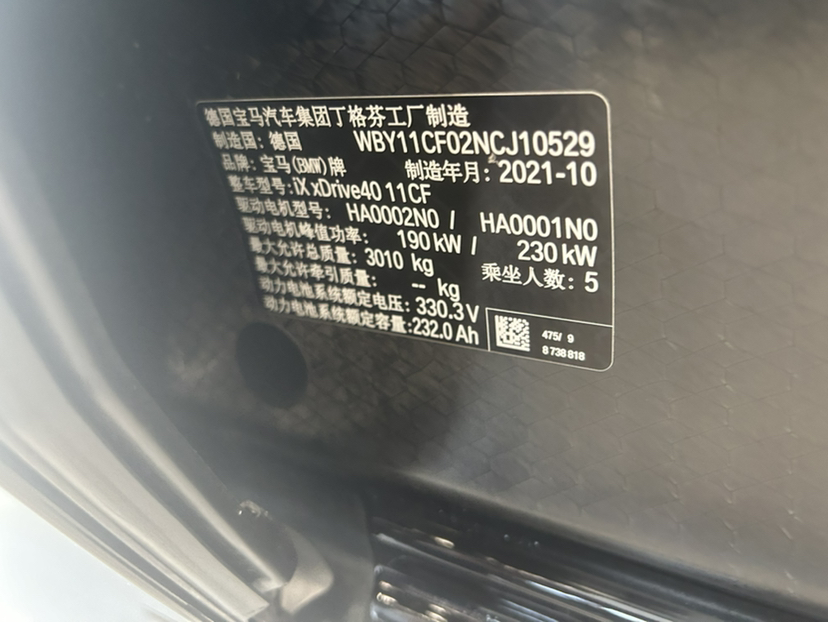 德国宝马汽车集团丁格芬工厂制造
制造国: 德国 WBY11CF02NCJ10529
品牌: 宝马(BMW)牌 制造年月: 2021-10
整车型号: iX xDrive40 11CF
驱动电机型号: HA0002N0 / HA0001N0
驱动电机峰值功率: 190 kW / 230 kW
最大允许总质量: 3010 kg 乘坐人数: 5
最大允许牵引质量: -- kg
动力电池系统额定电压: 330.3 V
动力电池系统额定容量: 232.0 Ah
475/ 9
8 738 818